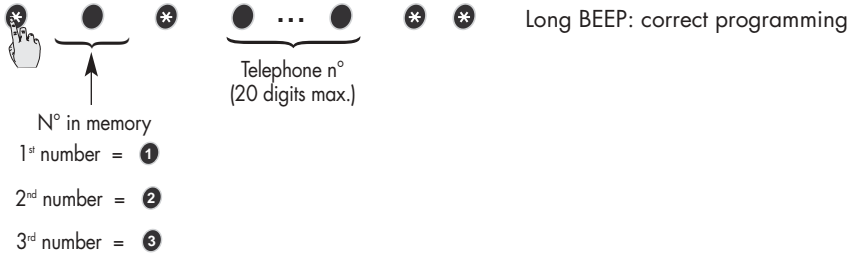 * * ... * * Long BEEP: correct programming
Telephone n°
(20 digits max.)
N° in memory
1st number = 1
2nd number = 2
3rd number = 3